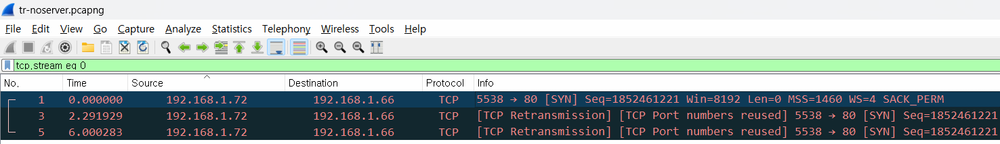 tr-noserver.pcapng
File Edit View Go Capture Analyze Statistics Telephony Wireless Tools Help
tcp.stream eq 0
No. Time Source Destination Protocol Info
1 0.000000 192.168.1.72 192.168.1.66 TCP 5538 → 80 [SYN] Seq=1852461221 Win=8192 Len=0 MSS=1460 WS=4 SACK_PERM
3 2.291929 192.168.1.72 192.168.1.66 TCP [TCP Retransmission] [TCP Port numbers reused] 5538 → 80 [SYN] Seq=1852461221
5 6.000283 192.168.1.72 192.168.1.66 TCP [TCP Retransmission] [TCP Port numbers reused] 5538 → 80 [SYN] Seq=1852461221